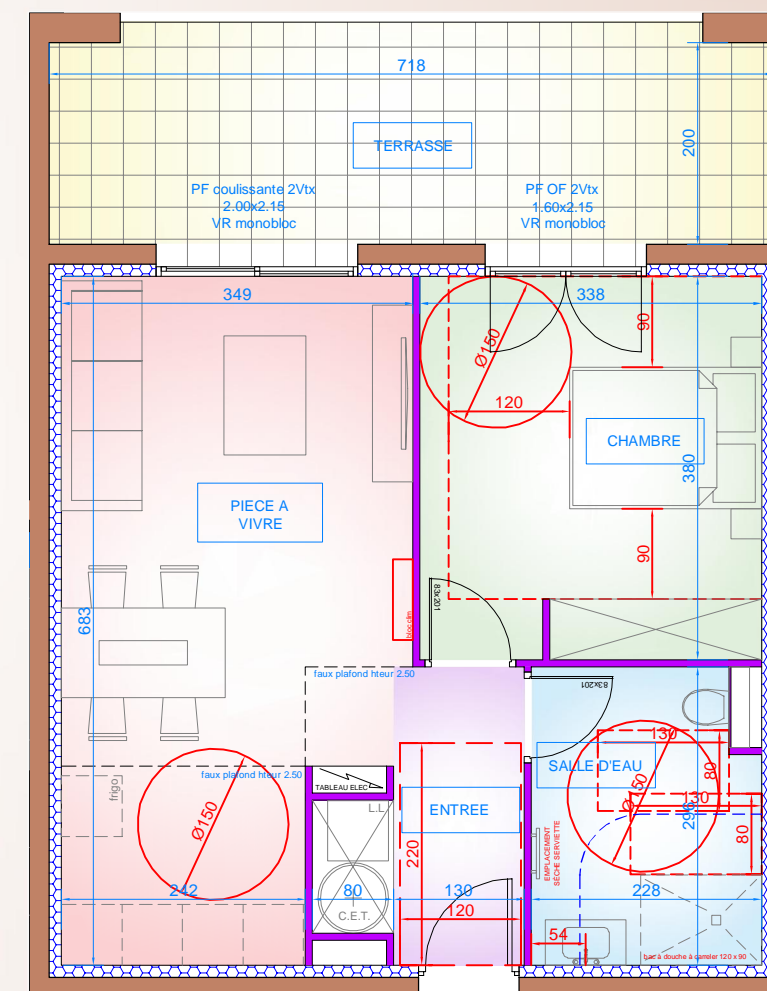 718
TERRASSE
200
PF coulissante 2Vtx
2.00x2.15
VR monobloc
PF OF 2Vtx
1.60x2.15
VR monobloc
349
338
90
Ø150
120
CHAMBRE
380
PIECE A
VIVRE
90
83x201
683
faux plafond hteur 2.50
83x201
130
SALLE D'EAU
80
faux plafond hteur 2.50
frigo
TABLEAU ELEC
Ø150
130
296
L.L
ENTREE
Ø150
80
220
EMPLACEMENT
SÈCHE SERVIETTE
242
80
130
228
120
C.E.T.
54
bac à douche à carreler 120 x 90